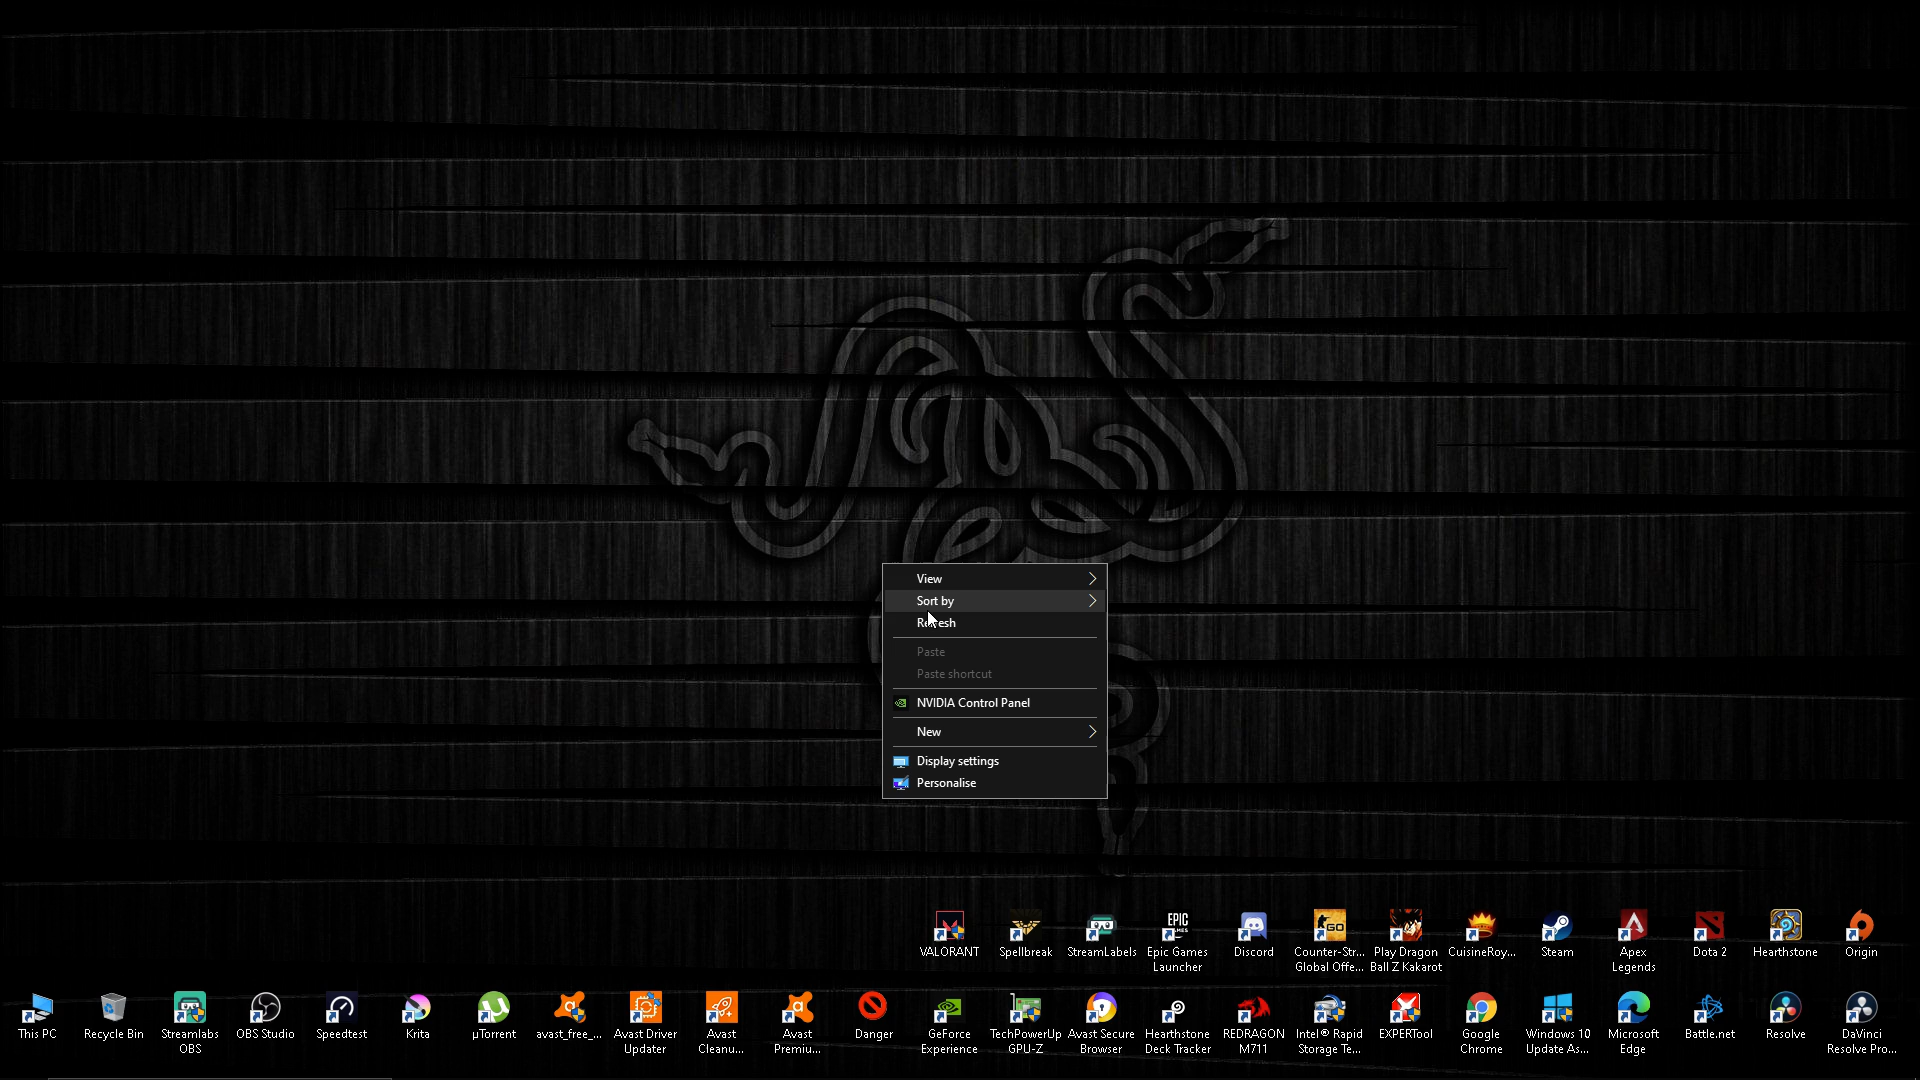 View
Sort by
Refresh
Paste
Paste shortcut
NVIDIA Control Panel
New
Display settings
Personalise
EPIC
GO
VALORANT
Spellbreak
StreamLabels
Epic Games
Launcher
Discord
Counter-Str...
Global Offe...
Play Dragon
Ball Z Kakarot
CuisineRoy...
Steam
Apex
Legends
Dota 2
Hearthstone
Origin
This PC
Recycle Bin
Streamlabs
OBS
OBS Studio
Speedtest
Krita
µTorrent
avast_free_...
Avast Driver
Updater
Avast
Cleanu...
Avast
Premiu...
Danger
GeForce
Experience
TechPowerUp
GPU-Z
Avast Secure
Browser
Hearthstone
Deck Tracker
REDRAGON
M711
Intel® Rapid
Storage Te...
EXPERTool
Google
Chrome
Windows 10
Update As...
Microsoft
Edge
Battle.net
Resolve
DaVinci
Resolve Pro...